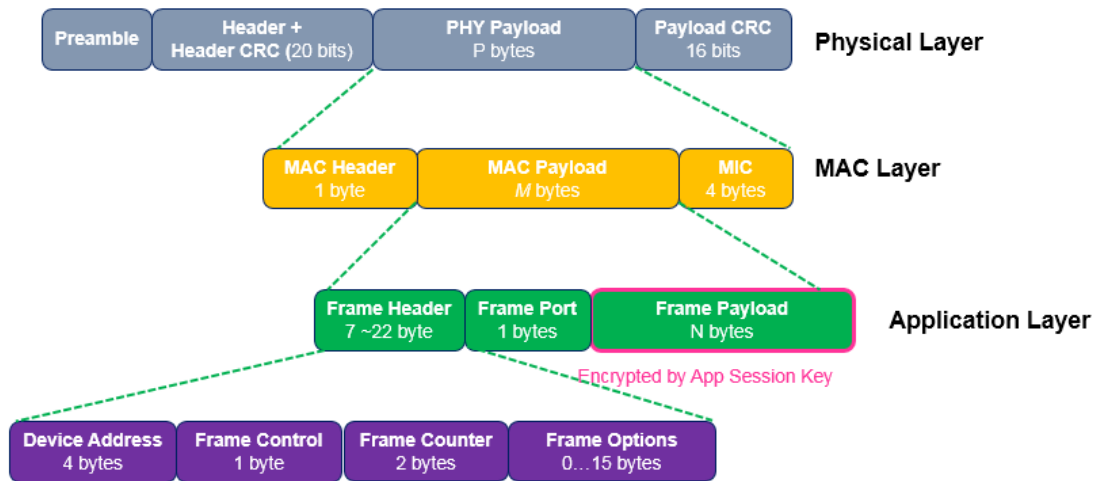 Preamble
Header +
Header CRC (20 bits)
PHY Payload
P bytes
Payload CRC
16 bits
Physical Layer
MAC Header
1 byte
MAC Payload
M bytes
MIC
4 bytes
MAC Layer
Frame Header
7 ~22 byte
Frame Port
1 bytes
Frame Payload
N bytes
Application Layer
Encrypted by App Session Key
Device Address
4 bytes
Frame Control
1 byte
Frame Counter
2 bytes
Frame Options
0...15 bytes